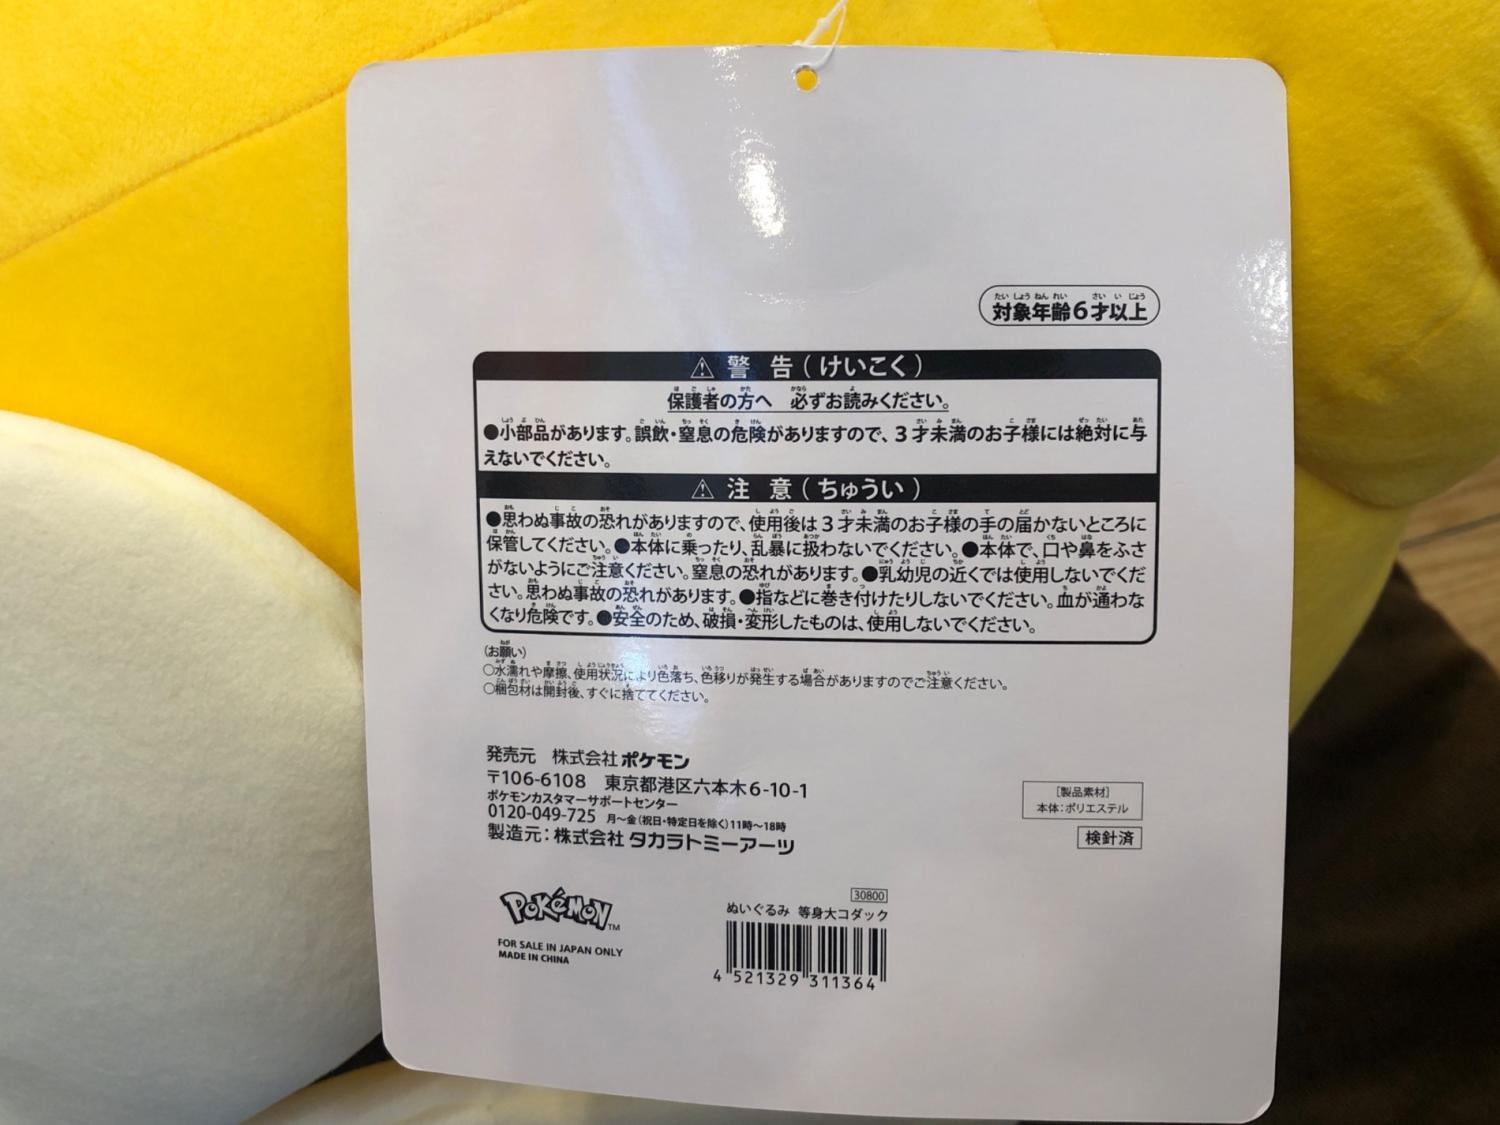 対象年齢6才以上
⚠ 警 告 ( けいこく )
保護者の方へ 必ずお読みください。
●小部品があります。誤飲・窒息の危険がありますので、3才未満のお子様には絶対に与
えないでください。
⚠ 注 意 ( ちゅうい )
●思わぬ事故の恐れがありますので、使用後は3才未満のお子様の手の届かないところに
保管してください。●本体に乗ったり、乱暴に扱わないでください。●本体で、口や鼻をふさ
がないようにご注意ください。窒息の恐れがあります。●乳幼児の近くでは使用しないでくだ
さい。思わぬ事故の恐れがあります。●指などに巻き付けたりしないでください。血が通わな
くなり危険です。●安全のため、破損・変形したものは、使用しないでください。
(お願い)
○水濡れや摩擦、使用状況により色落ち、色移りが発生する場合がありますのでご注意ください。
○梱包材は開封後、すぐに捨ててください。
発売元 株式会社 ポケモン
〒106-6108 東京都港区六本木6-10-1
ポケモンカスタマーサポートセンター
0120-049-725 月〜金(祝日・特定日を除く)11時〜18時
製造元:株式会社 タカラトミーアーツ
[製品素材]
本体:ポリエステル
検針済
POKÉMON TM
FOR SALE IN JAPAN ONLY
MADE IN CHINA
30800
ぬいぐるみ 等身大コダック
4 521329 311364